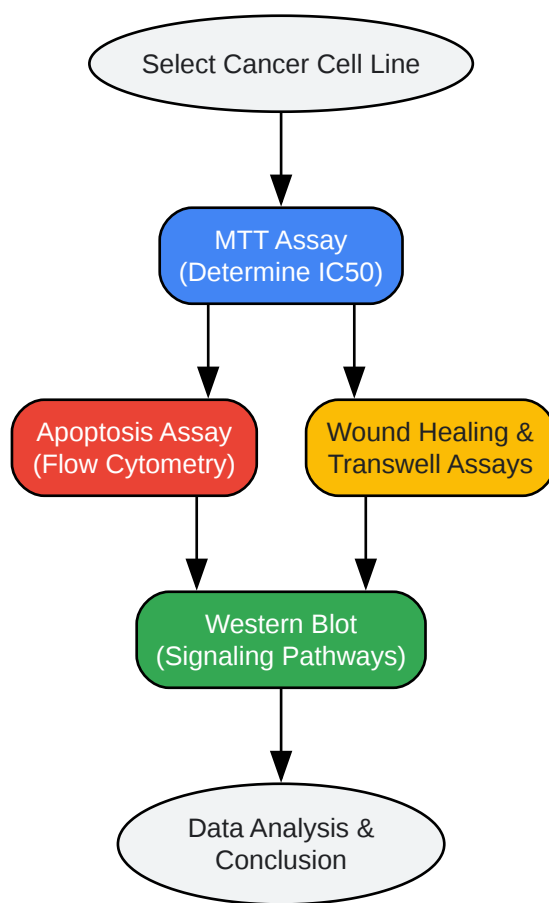 Select Cancer Cell Line
MTT Assay
(Determine IC50)
Apoptosis Assay
(Flow Cytometry)
Wound Healing &
Transwell Assays
Western Blot
(Signaling Pathways)
Data Analysis &
Conclusion